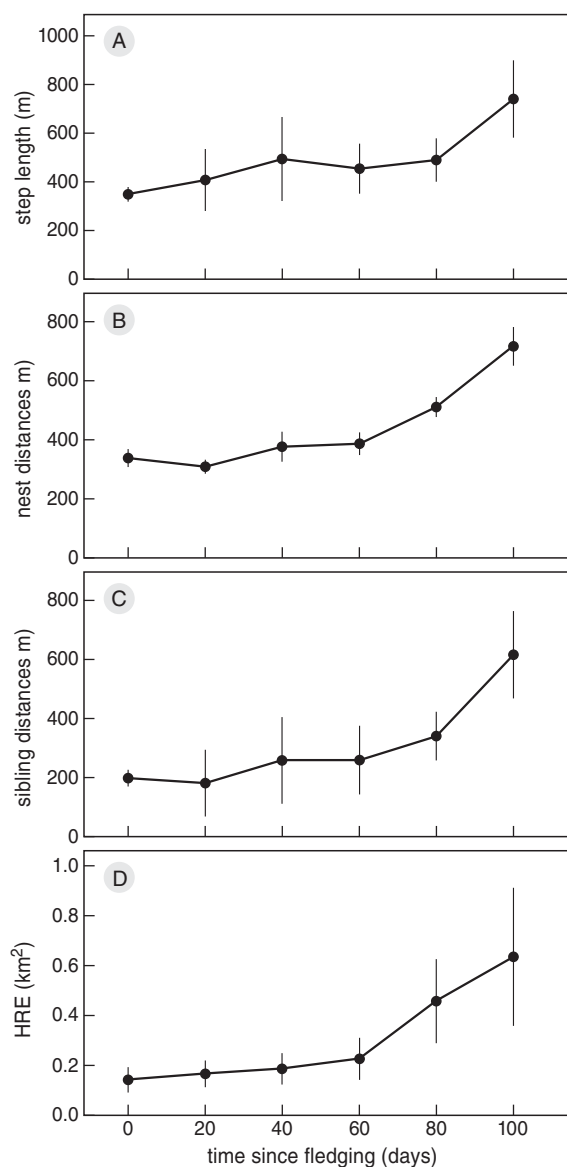 A
1000
800
600
400
200
0
step length (m)
B
800
600
400
200
0
nest distances m)
C
800
600
400
200
0
sibling distances m)
D
1.0
0.8
0.6
0.4
0.2
0.0
HRE (km²)
0 20 40 60 80 100
time since fledging (days)